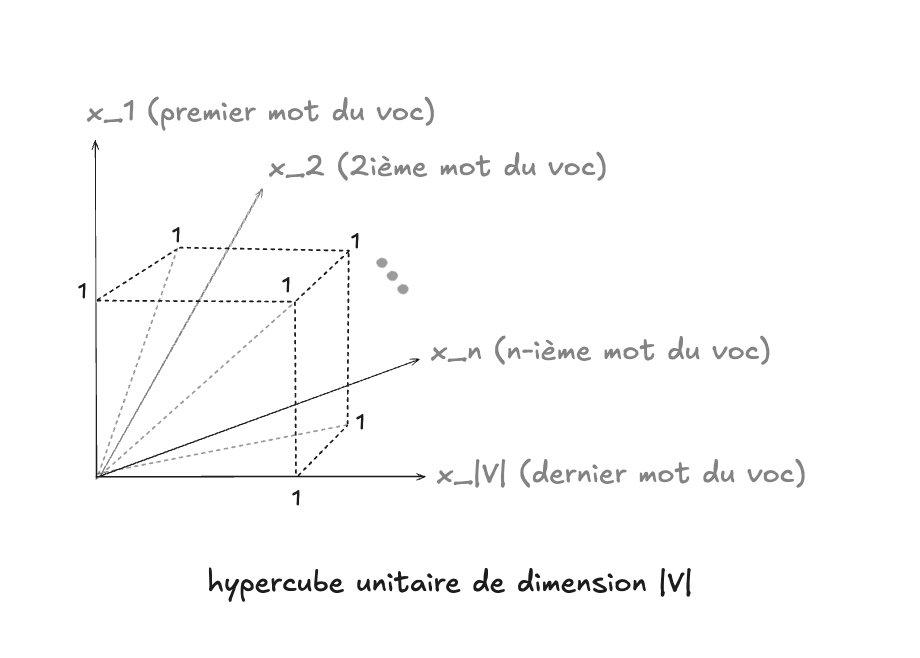 x_1 (premier mot du voc)
x_2 (2ième mot du voc)
1
1
1
1
x_n (n-ième mot du voc)
1
x_|V| (dernier mot du voc)
1
hypercube unitaire de dimension |V|